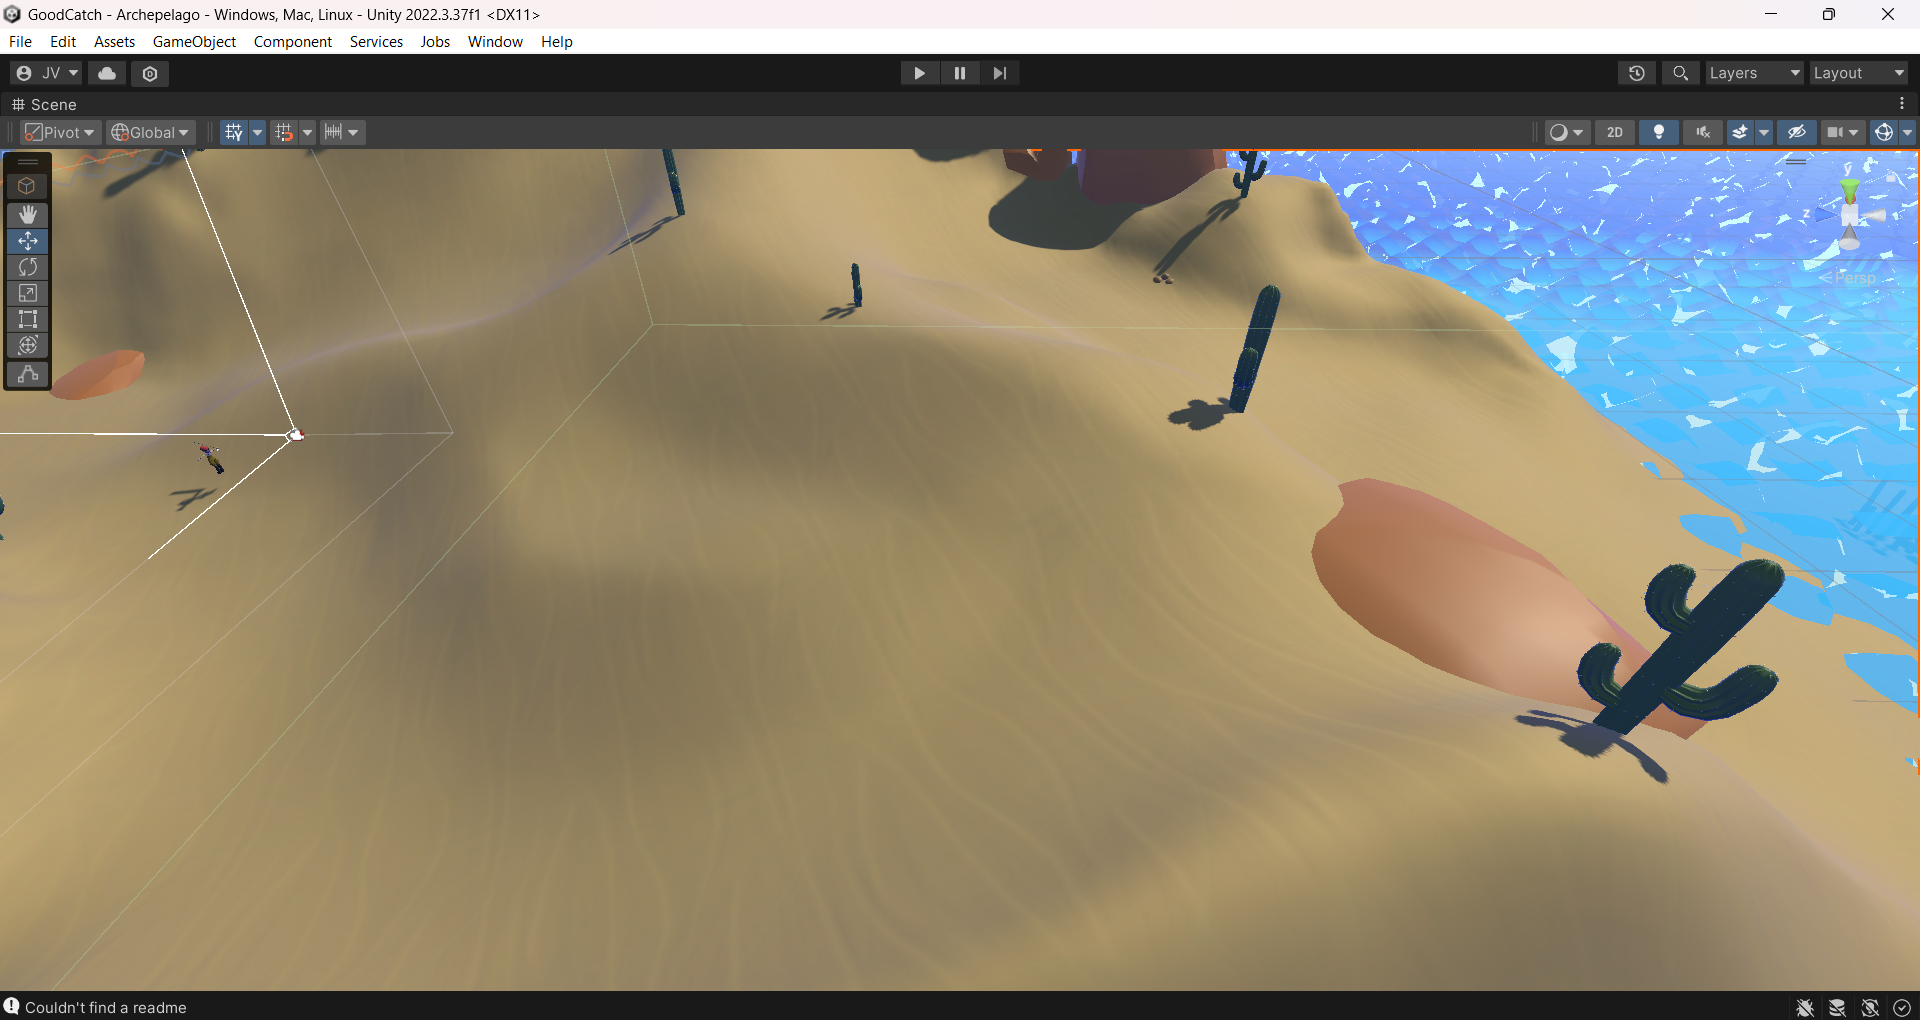 GoodCatch - Archepelago - Windows, Mac, Linux - Unity 2022.3.37f1 <DX11>
File Edit Assets GameObject Component Services Jobs Window Help
JV Layers Layout
Scene
Pivot Global 2D
y
z
Persp
Couldn't find a readme